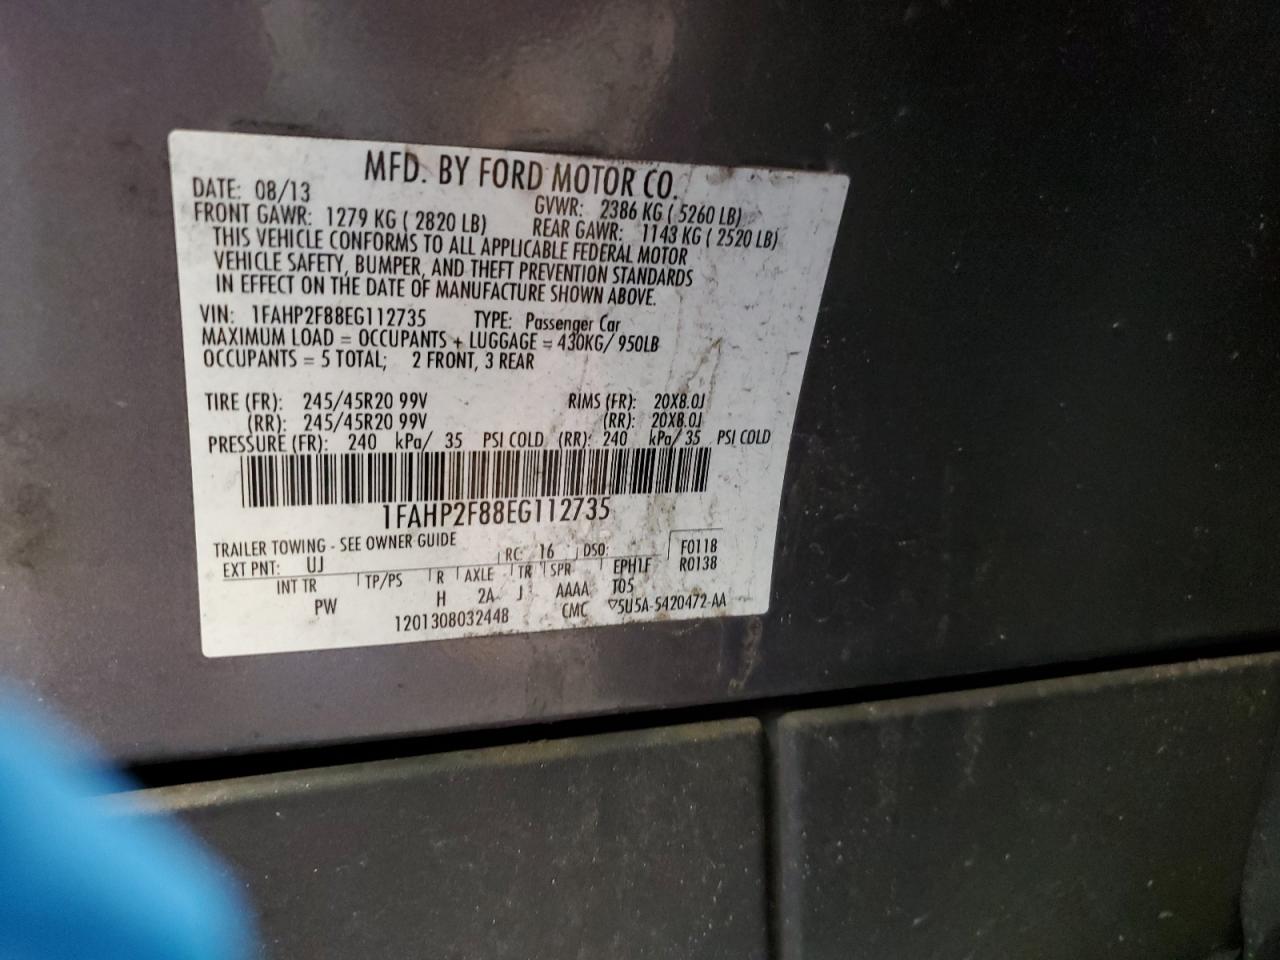 MFD. BY FORD MOTOR CO.
DATE: 08/13 GVWR: 2386 KG ( 5260 LB)
FRONT GAWR: 1279 KG ( 2820 LB) REAR GAWR: 1143 KG ( 2520 LB)
THIS VEHICLE CONFORMS TO ALL APPLICABLE FEDERAL MOTOR
VEHICLE SAFETY, BUMPER, AND THEFT PREVENTION STANDARDS
IN EFFECT ON THE DATE OF MANUFACTURE SHOWN ABOVE.
VIN: 1FAHP2F88EG112735 TYPE: Passenger Car
MAXIMUM LOAD = OCCUPANTS + LUGGAGE = 430KG/ 950LB
OCCUPANTS = 5 TOTAL; 2 FRONT, 3 REAR
TIRE (FR): 245/45R20 99V RIMS (FR): 20X8.0J
(RR): 245/45R20 99V (RR): 20X8.0J
PRESSURE (FR): 240 kPa/ 35 PSI COLD (RR): 240 kPa/ 35 PSI COLD
1FAHP2F88EG112735
TRAILER TOWING - SEE OWNER GUIDE
EXT PNT: UJ RC: 16 DSO: F0118
R0138
INT TR TP/PS R AXLE TR SPR EPH1F
PW H 2A J AAAA T05
1201308032448 CMC ▽5U5A-5420472-AA